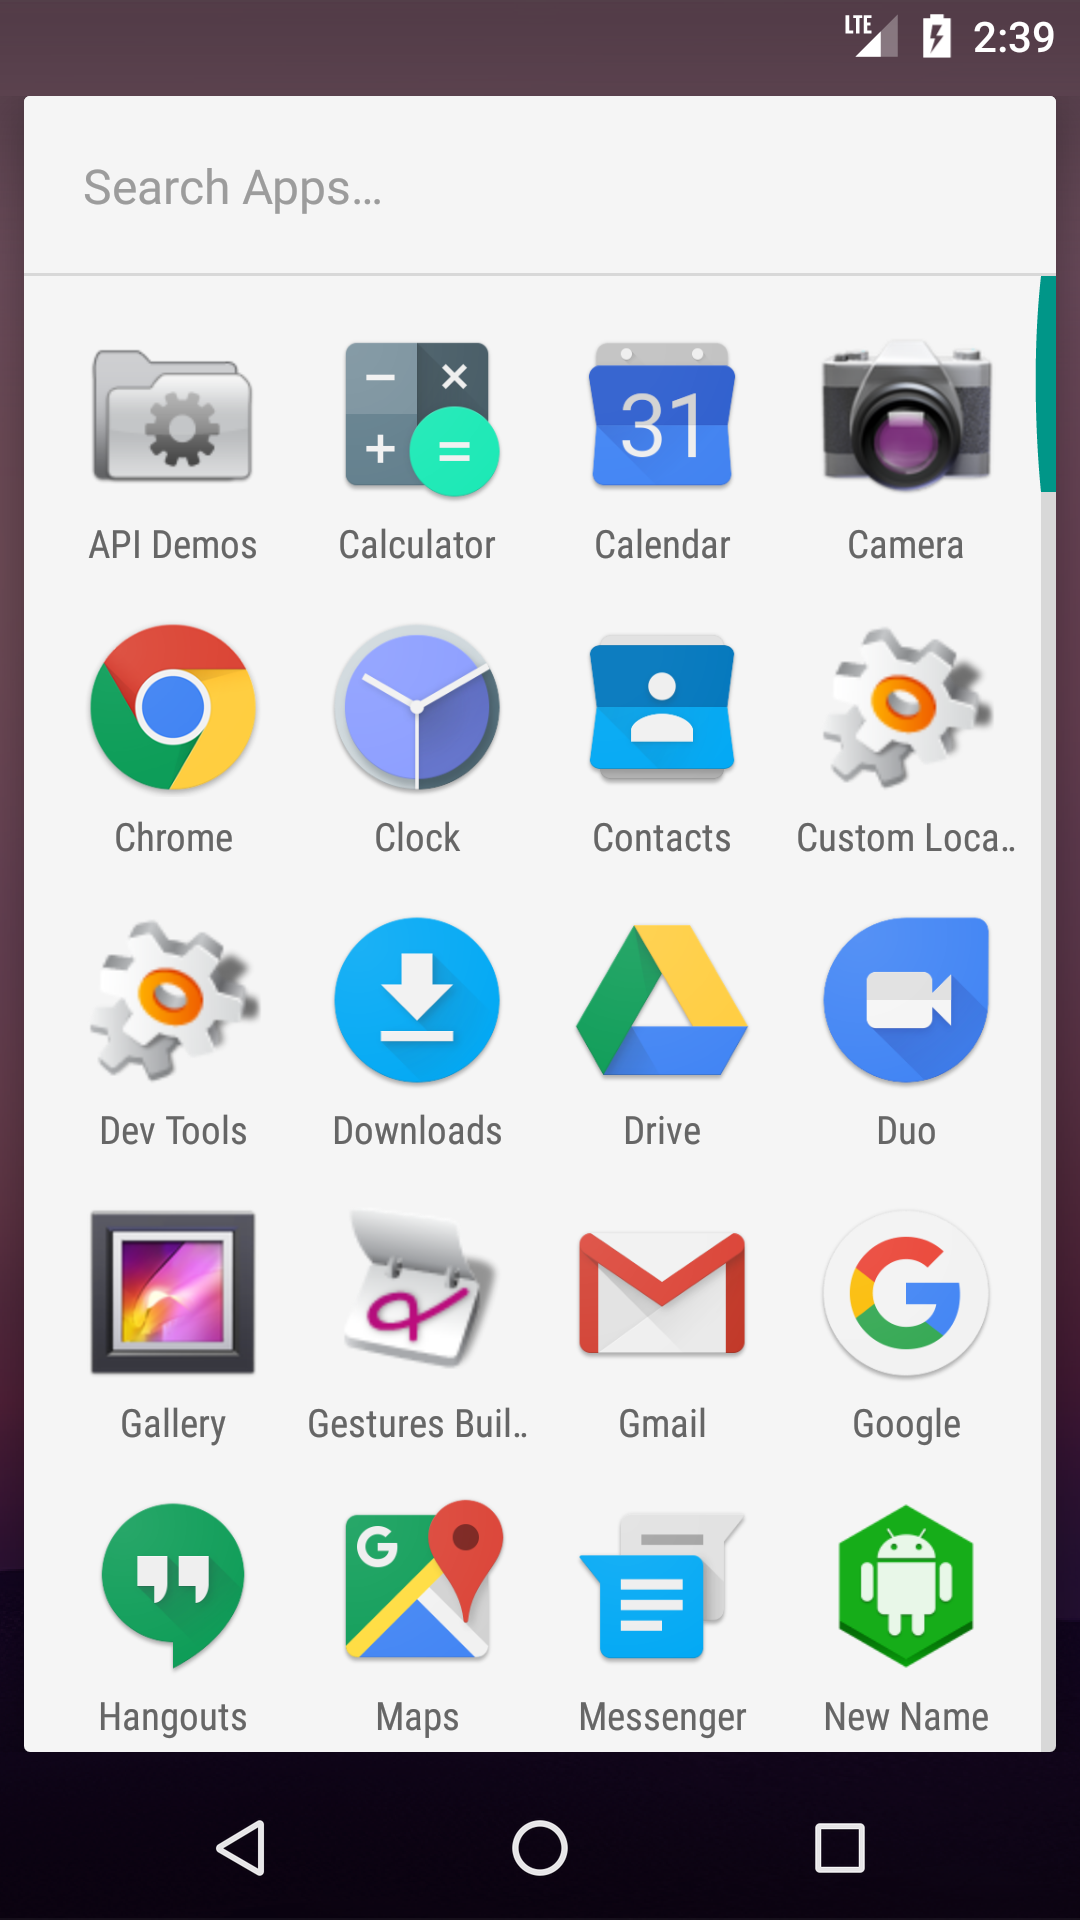 LTE 2:39
Search Apps...
31
API Demos Calculator Calendar Camera
Chrome Clock Contacts Custom Loca..
Dev Tools Downloads Drive Duo
Gallery Gestures Buil.. Gmail Google
Hangouts Maps Messenger New Name